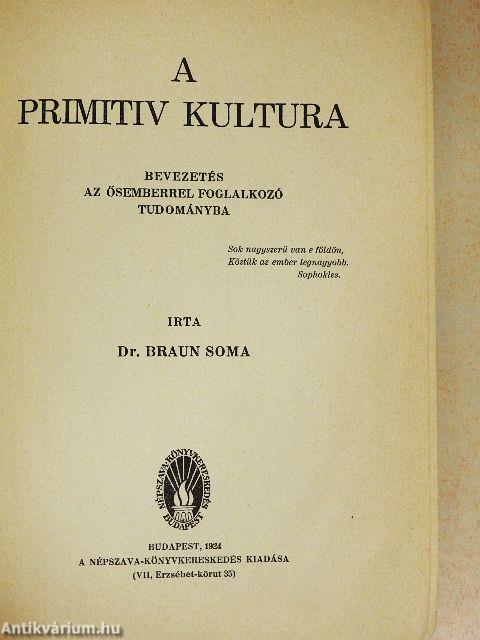 A
PRIMITIV KULTURA
BEVEZETÉS
AZ ŐSEMBERREL FOGLALKOZÓ
TUDOMÁNYBA
Sok nagyszerű van e földön,
Köztük az ember legnagyobb.
Sophokles.
IRTA
Dr. BRAUN SOMA
NÉPSZAVA-KÖNYVKERESKEDÉS
BUDAPEST
BUDAPEST, 1924
A NÉPSZAVA-KÖNYVKERESKEDÉS KIADÁSA
(VII, Erzsébet-körut 35)
Antikvárium.hu